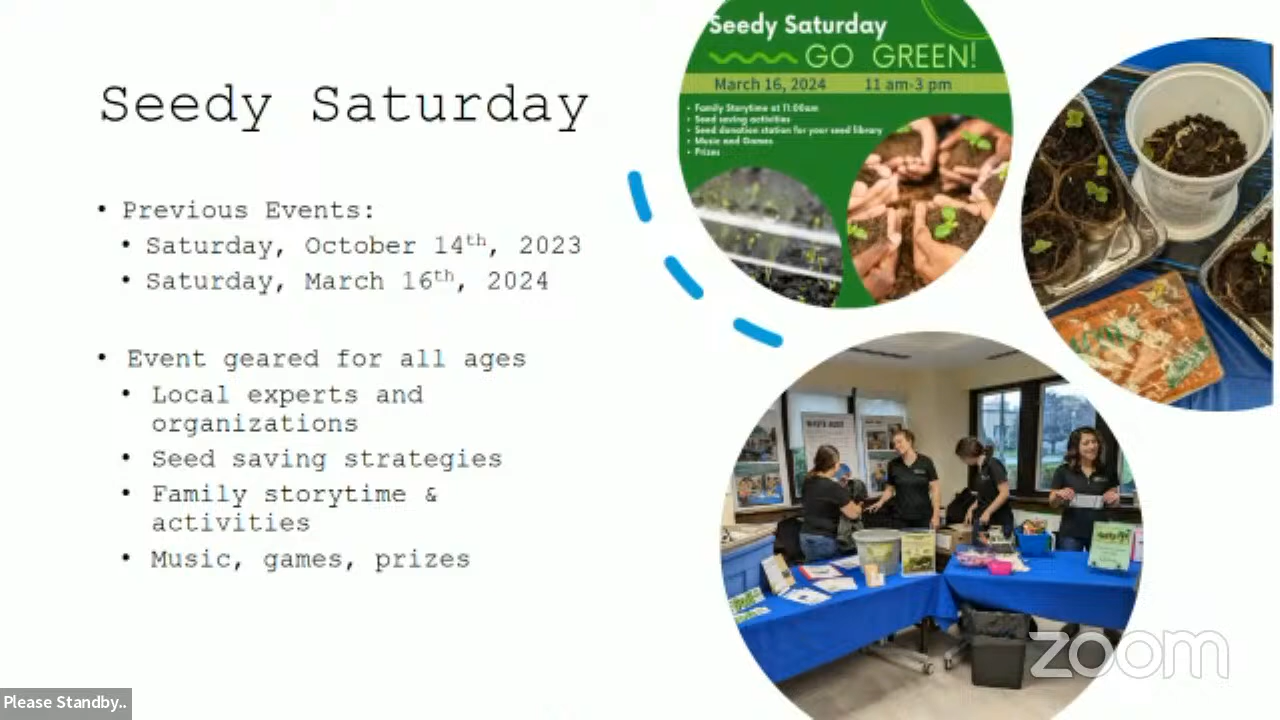 Seedy Saturday
• Previous Events:
• Saturday, October 14th, 2023
• Saturday, March 16th, 2024
• Event geared for all ages
• Local experts and
organizations
• Seed saving strategies
• Family storytime &
activities
• Music, games, prizes
Seedy Saturday
GO GREEN!
March 16, 2024 11 am-3 pm
• Family Storytime at 11:00am
• Seed saving activities
• Seed donation station for your seed library
• Music and Games
• Prizes
zoom
Please Standby..